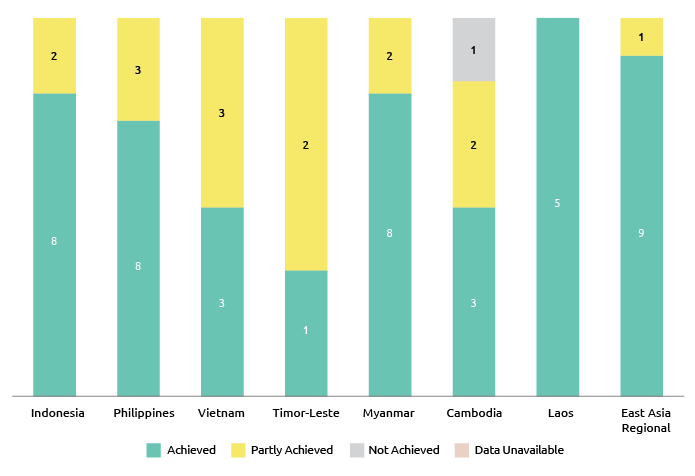 2
3
3
2
2
1
2
1
8
8
3
1
8
3
5
9
Indonesia
Philippines
Vietnam
Timor-Leste
Myanmar
Cambodia
Laos
East Asia
Regional
Achieved
Partly Achieved
Not Achieved
Data Unavailable